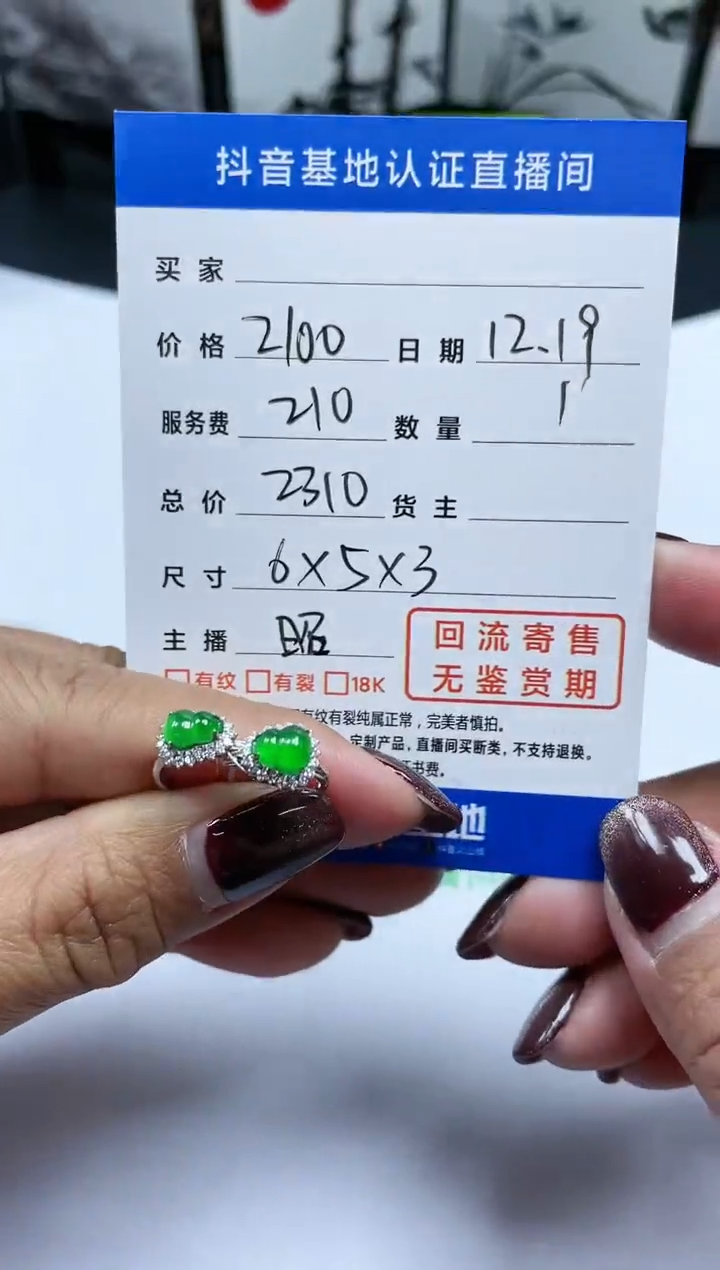 抖音基地认证直播间
买家
价格 2100 日期 12.19
服务费 210 数量 1
总价 2310 货主
尺寸 6×5×3
主播 昭
回流寄售
无鉴赏期
□有纹 □有裂 □18K
有纹有裂纯属正常，完美者慎拍。
定制产品，直播间买断类，不支持退换。
书费。
地